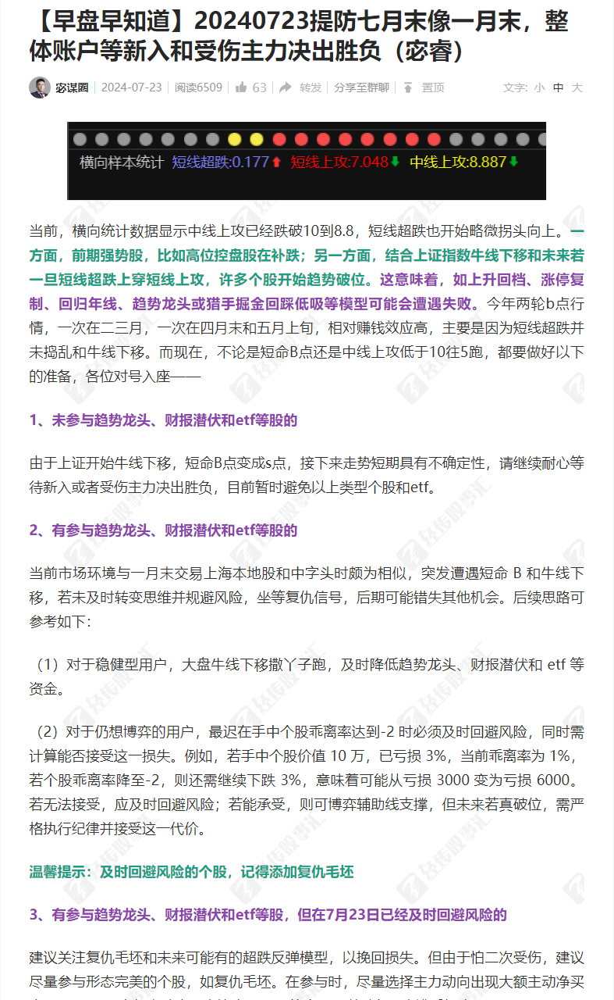 【早盘早知道】20240723提防七月末像一月末，整
体账户等新入和受伤主力决出胜负（宓睿）
宓谋圈 2024-07-23 阅读6509 63 转发 分享至群聊 置顶 文字: 小 中 大
横向样本统计 短线超跌:0.177 短线上攻:7.048 中线上攻:8.887
当前，横向统计数据显示中线上攻已经跌破10到8.8，短线超跌也开始略微拐头向上。一
方面，前期强势股，比如高位控盘股在补跌；另一方面，结合上证指数牛线下移和未来若
一旦短线超跌上穿短线上攻，许多个股开始趋势破位。这意味着，如上升回档、涨停复
制、回归年线、趋势龙头或猎手掘金回踩低吸等模型可能会遭遇失败。今年两轮b点行
情，一次在二三月，一次在四月末和五月上旬，相对赚钱效应高，主要是因为短线超跌并
未捣乱和牛线下移。而现在，不论是短命B点还是中线上攻低于10往5跑，都要做好以下
的准备，各位对号入座——
1、未参与趋势龙头、财报潜伏和etf等股的
由于上证开始牛线下移，短命B点变成s点，接下来走势短期具有不确定性，请继续耐心等
待新入或者受伤主力决出胜负，目前暂时避免以上类型个股和etf。
2、有参与趋势龙头、财报潜伏和etf等股的
当前市场环境与一月末交易上海本地股和中字头时颇为相似，突发遭遇短命 B 和牛线下
移，若未及时转变思维并规避风险，坐等复仇信号，后期可能错失其他机会。后续思路可
参考如下：
（1）对于稳健型用户，大盘牛线下移撒丫子跑，及时降低趋势龙头、财报潜伏和 etf 等
资金。
（2）对于仍想博弈的用户，最迟在手中个股乖离率达到-2 时必须及时回避风险，同时需
计算能否接受这一损失。例如，若手中个股价值 10 万，已亏损 3%，当前乖离率为 1%，
若个股乖离率降至-2，则还需继续下跌 3%，意味着可能从亏损 3000 变为亏损 6000。
若无法接受，应及时回避风险；若能承受，则可博弈辅助线支撑，但未来若真破位，需严
格执行纪律并接受这一代价。
温馨提示：及时回避风险的个股，记得添加复仇毛坯
3、有参与趋势龙头、财报潜伏和etf等股，但在7月23日已经及时回避风险的
建议关注复仇毛坯和未来可能有的超跌反弹模型，以挽回损失。但由于怕二次受伤，建议
尽量参与形态完美的个股，如复仇毛坯。在参与时，尽量选择主力动向出现大额主动净买